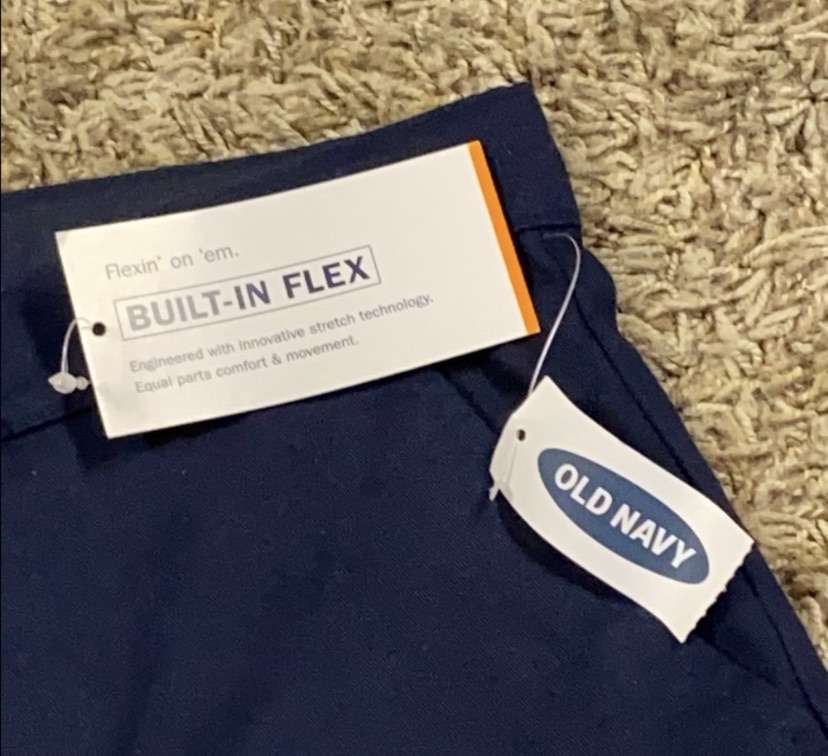 Flexin' on 'em.
BUILT-IN FLEX
Engineered with innovative stretch technology.
Equal parts comfort & movement.
OLD NAVY